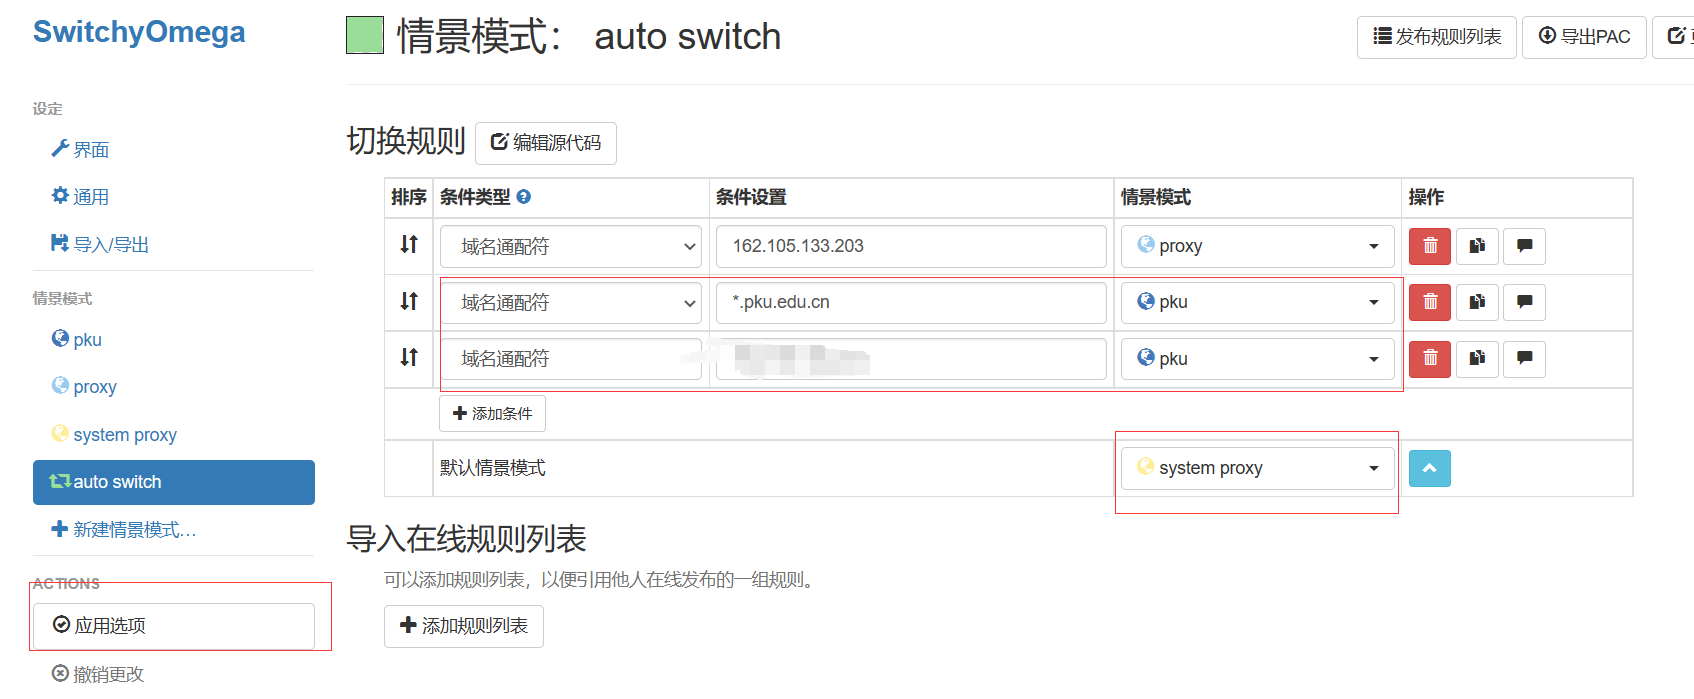 SwitchyOmega
设定
界面
通用
导入/导出
情景模式
pku
proxy
system proxy
auto switch
新建情景模式…
ACTIONS
应用选项
撤销更改
情景模式： auto switch
发布规则列表
导出PAC
切换规则
编辑源代码
排序 条件类型 条件设置 情景模式 操作
域名通配符 162.105.133.203 proxy
域名通配符 *.pku.edu.cn pku
域名通配符 pku
添加条件
默认情景模式 system proxy
导入在线规则列表
可以添加规则列表，以便引用他人在线发布的一组规则。
添加规则列表